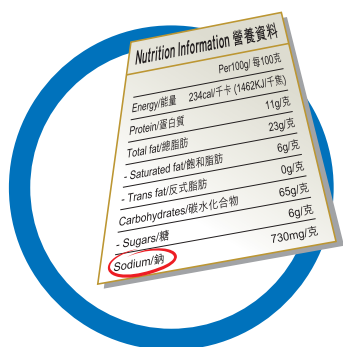 Nutrition Information 營養資料
Per100g/ 每100克
Energy/能量 234cal/千卡 (1462KJ/千焦)
Protein/蛋白質 11g/克
Total fat/總脂肪 23g/克
- Saturated fat/飽和脂肪 6g/克
- Trans fat/反式脂肪 0g/克
Carbohydrates/碳水化合物 65g/克
- Sugars/糖 6g/克
Sodium/鈉 730mg/克